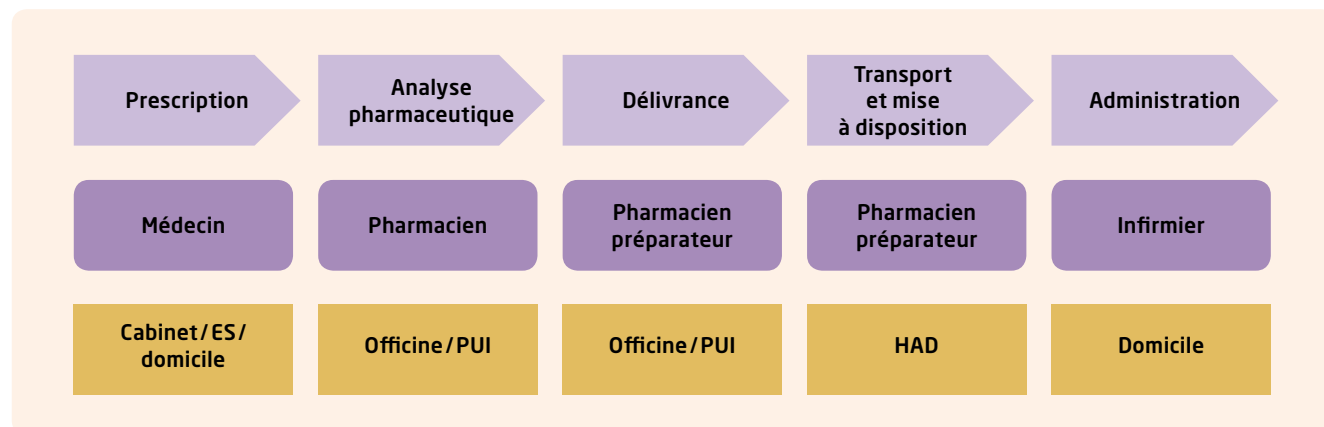 Prescription
Analyse
pharmaceutique
Délivrance
Transport
et mise
à disposition
Administration
Médecin
Pharmacien
Pharmacien
préparateur
Pharmacien
préparateur
Infirmier
Cabinet/ES/
domicile
Officine/PUI
Officine/PUI
HAD
Domicile